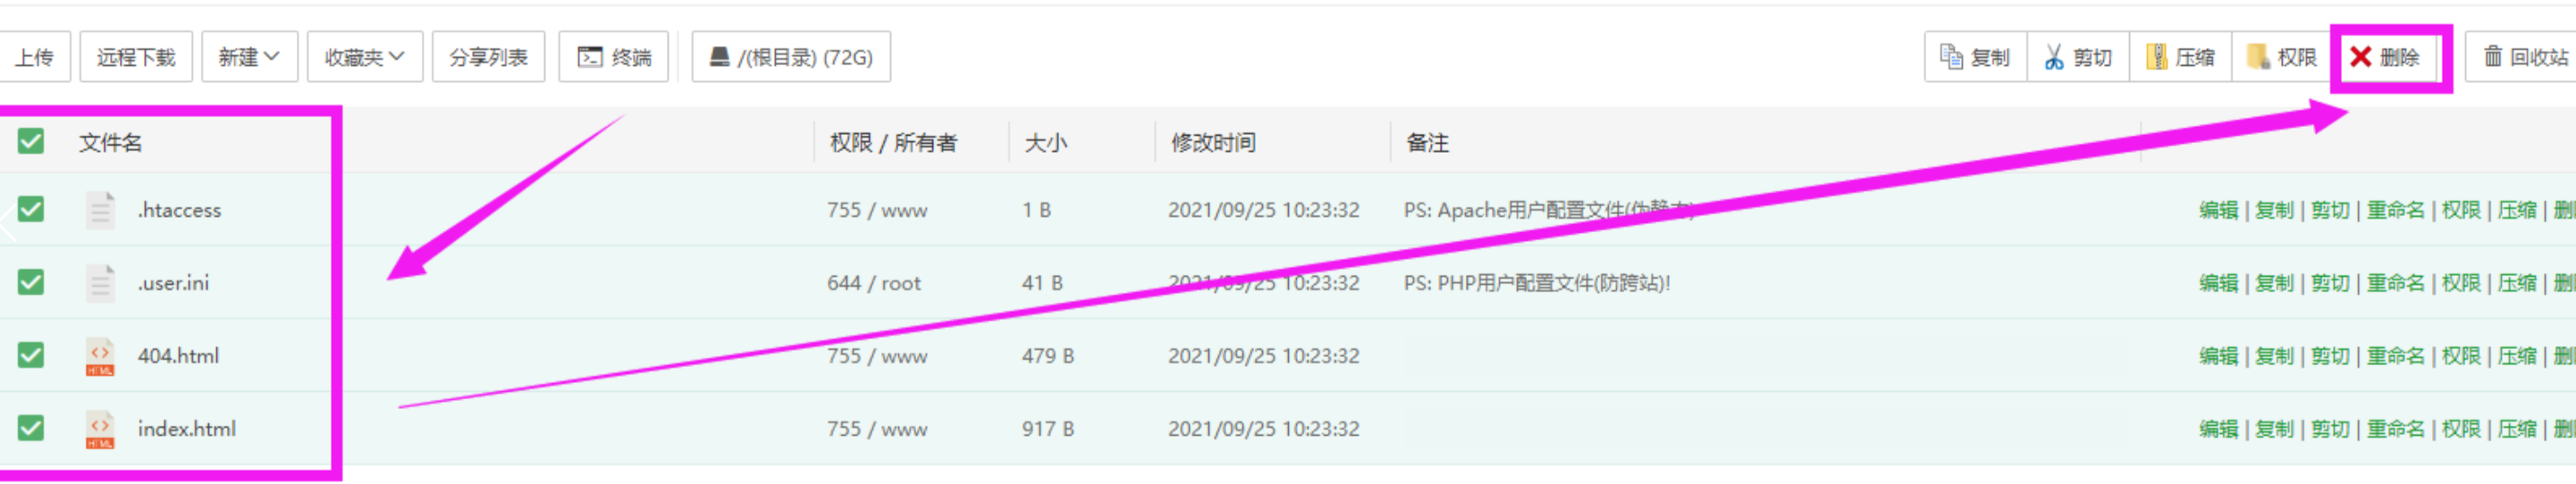 上传 远程下载 新建 收藏夹 分享列表 终端 /(根目录) (72G) 复制 剪切 压缩 权限 删除 回收站
文件名 权限 / 所有者 大小 修改时间 备注
.htaccess 755 / www 1 B 2021/09/25 10:23:32 PS: Apache用户配置文件(伪静态) 编辑 | 复制 | 剪切 | 重命名 | 权限 | 压缩 |
.user.ini 644 / root 41 B 2021/09/25 10:23:32 PS: PHP用户配置文件(防跨站)! 编辑 | 复制 | 剪切 | 重命名 | 权限 | 压缩 |
HTML 404.html 755 / www 479 B 2021/09/25 10:23:32 编辑 | 复制 | 剪切 | 重命名 | 权限 | 压缩 |
HTML index.html 755 / www 917 B 2021/09/25 10:23:32 编辑 | 复制 | 剪切 | 重命名 | 权限 | 压缩 |